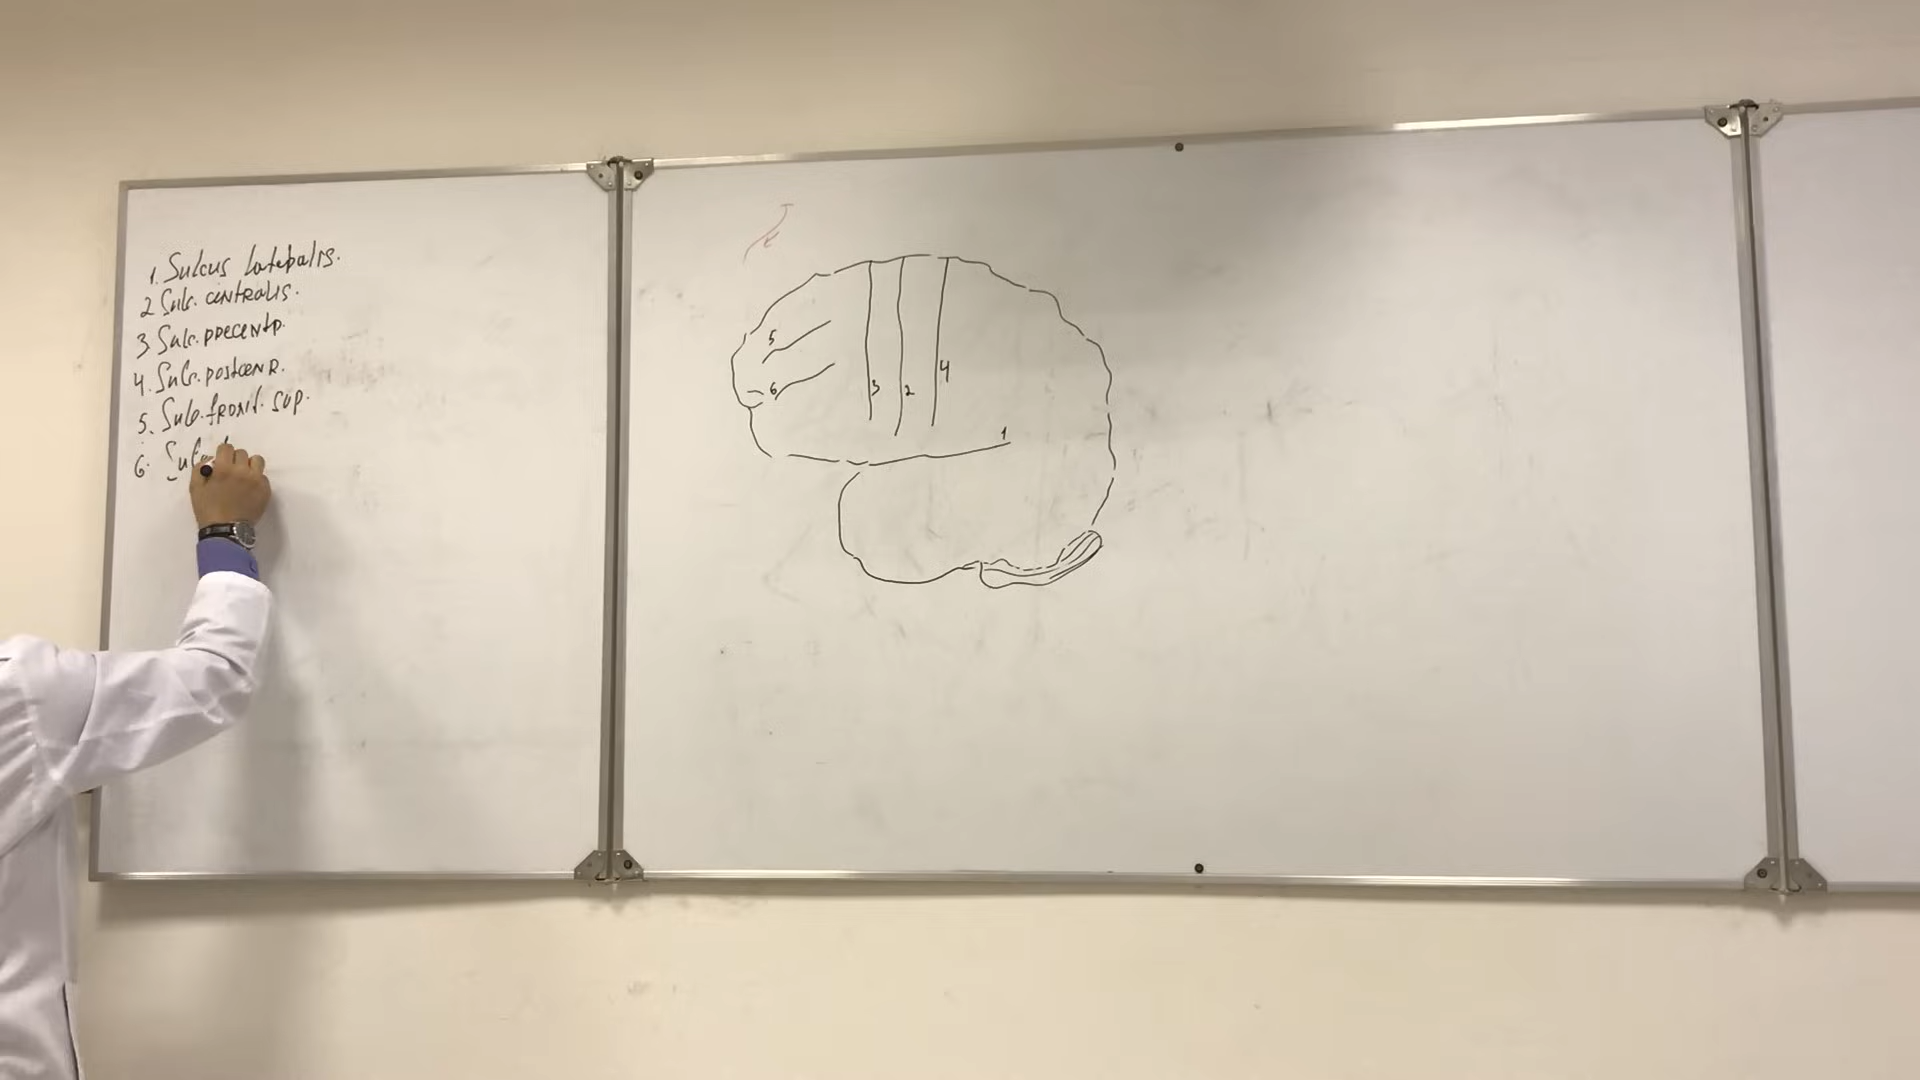 1. Sulcus lateralis.
2 Sulc. centralis.
3 Sulc. precentr.
4. Sulc. postcentr.
5. Sulc. front. sup.
6. Sulc
5
6
3
2
4
1